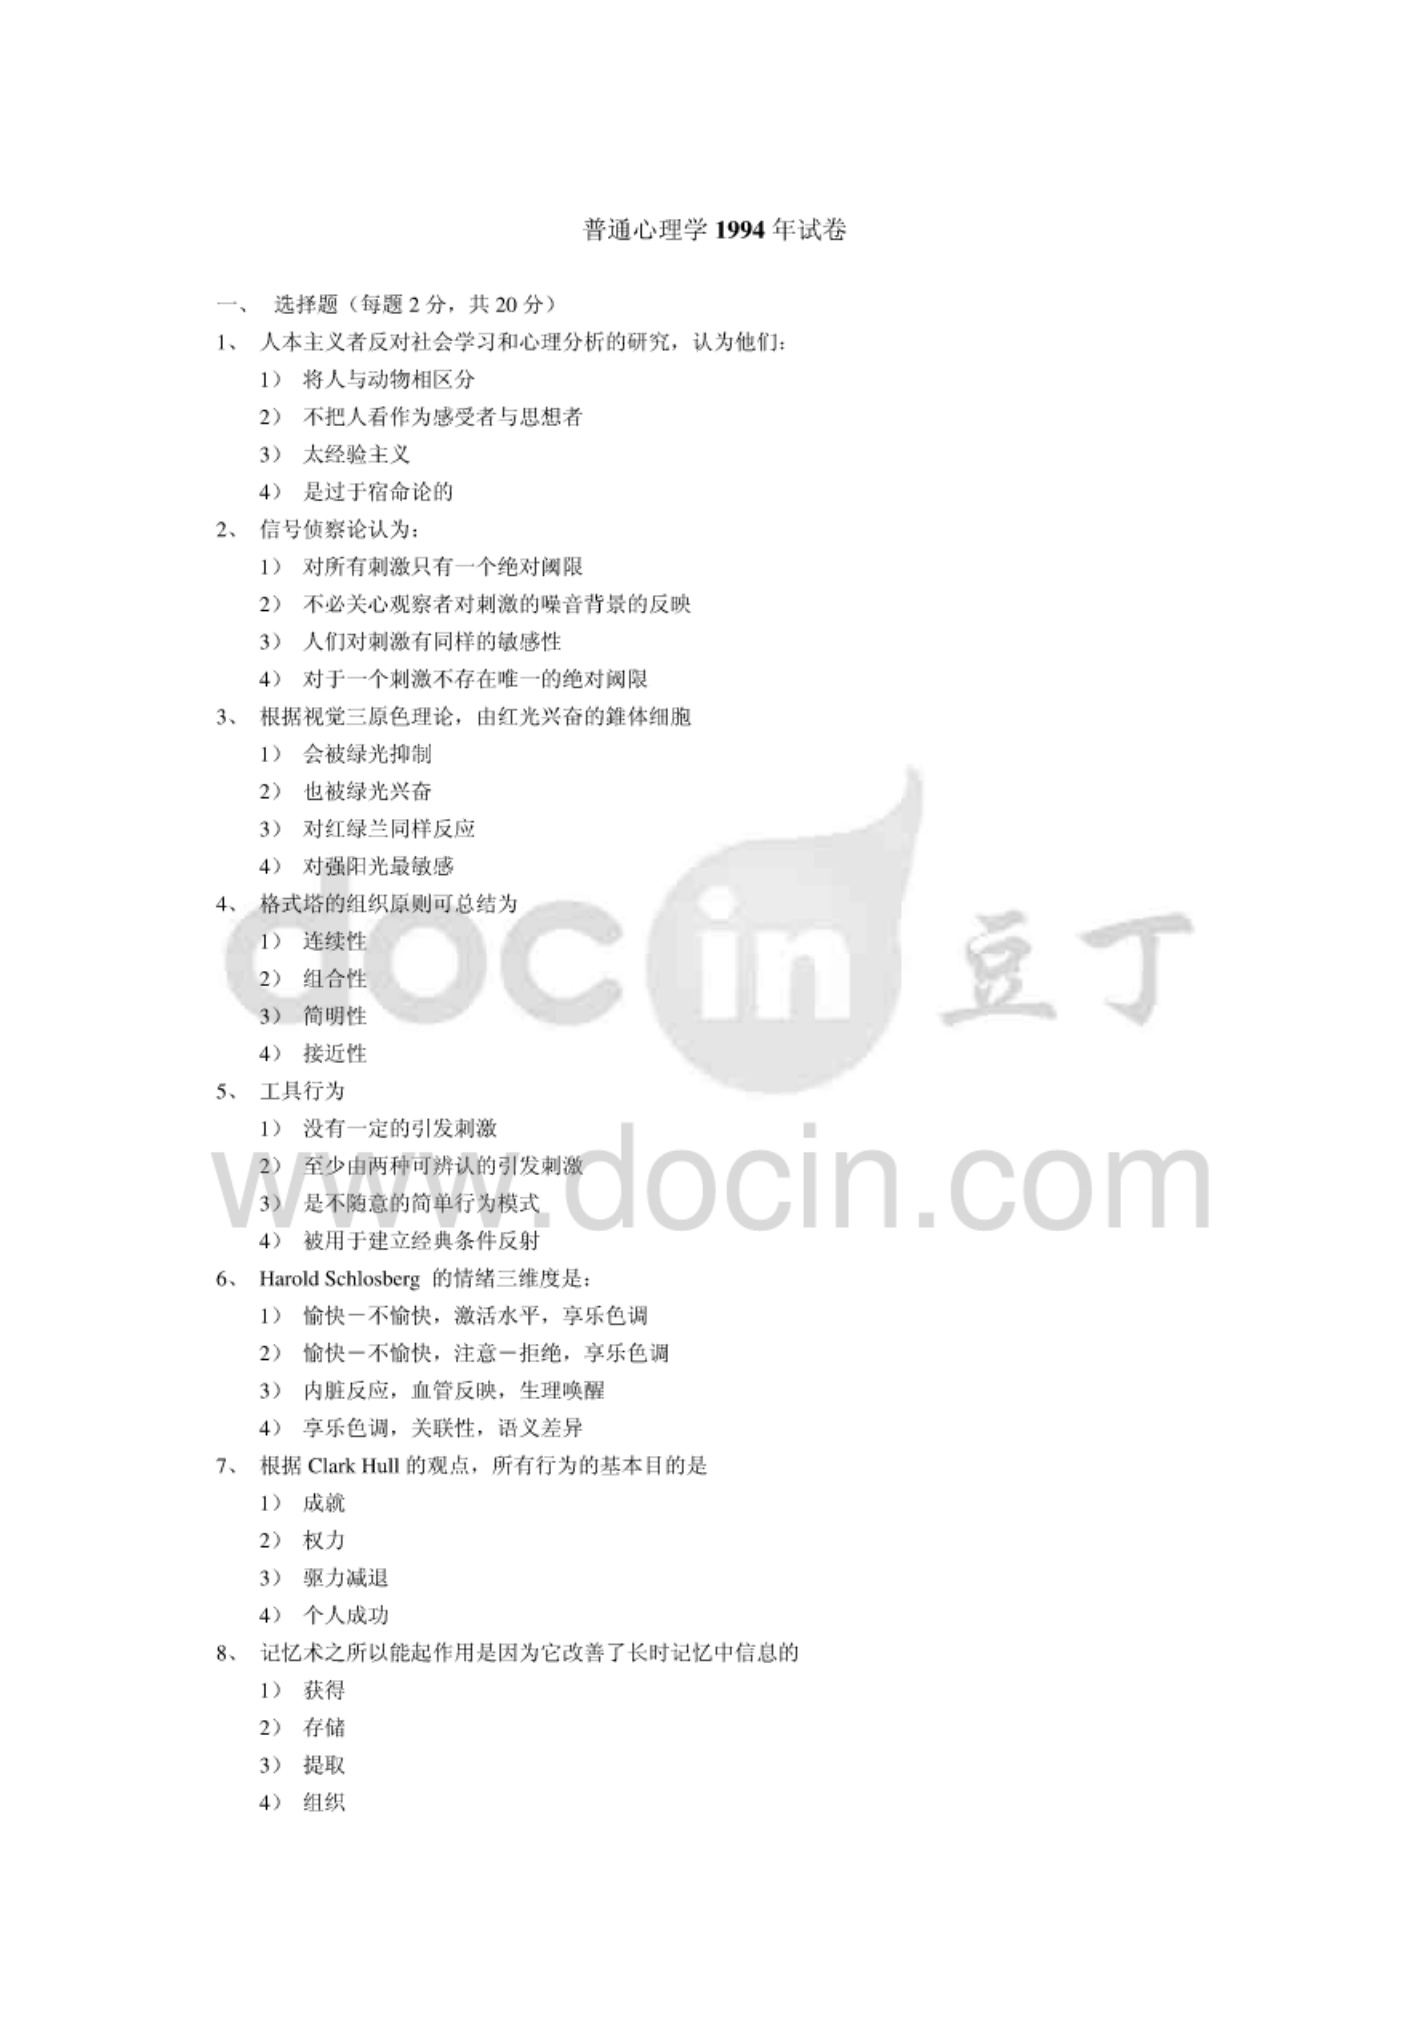 普通心理学 1994 年试卷
一、 选择题（每题 2 分，共 20 分）
1、 人本主义者反对社会学习和心理分析的研究，认为他们：
1） 将人与动物相区分
2） 不把人看作为感受者与思想者
3） 太经验主义
4） 是过于宿命论的
2、 信号侦察论认为：
1） 对所有刺激只有一个绝对阈限
2） 不必关心观察者对刺激的噪音背景的反映
3） 人们对刺激有同样的敏感性
4） 对于一个刺激不存在唯一的绝对阈限
3、 根据视觉三原色理论，由红光兴奋的錐体细胞
1） 会被绿光抑制
2） 也被绿光兴奋
3） 对红绿兰同样反应
4） 对强阳光最敏感
4、 格式塔的组织原则可总结为
1） 连续性
2） 组合性
3） 简明性
4） 接近性
docin 豆丁
5、 工具行为
1） 没有一定的引发刺激
2） 至少由两种可辨认的引发刺激
3） 是不随意的简单行为模式
4） 被用于建立经典条件反射
www.docin.com
6、 Harold Schlosberg 的情绪三维度是：
1） 愉快－不愉快，激活水平，享乐色调
2） 愉快－不愉快，注意－拒绝，享乐色调
3） 内脏反应，血管反映，生理唤醒
4） 享乐色调，关联性，语义差异
7、 根据 Clark Hull 的观点，所有行为的基本目的是
1） 成就
2） 权力
3） 驱力减退
4） 个人成功
8、 记忆术之所以能起作用是因为它改善了长时记忆中信息的
1） 获得
2） 存储
3） 提取
4） 组织